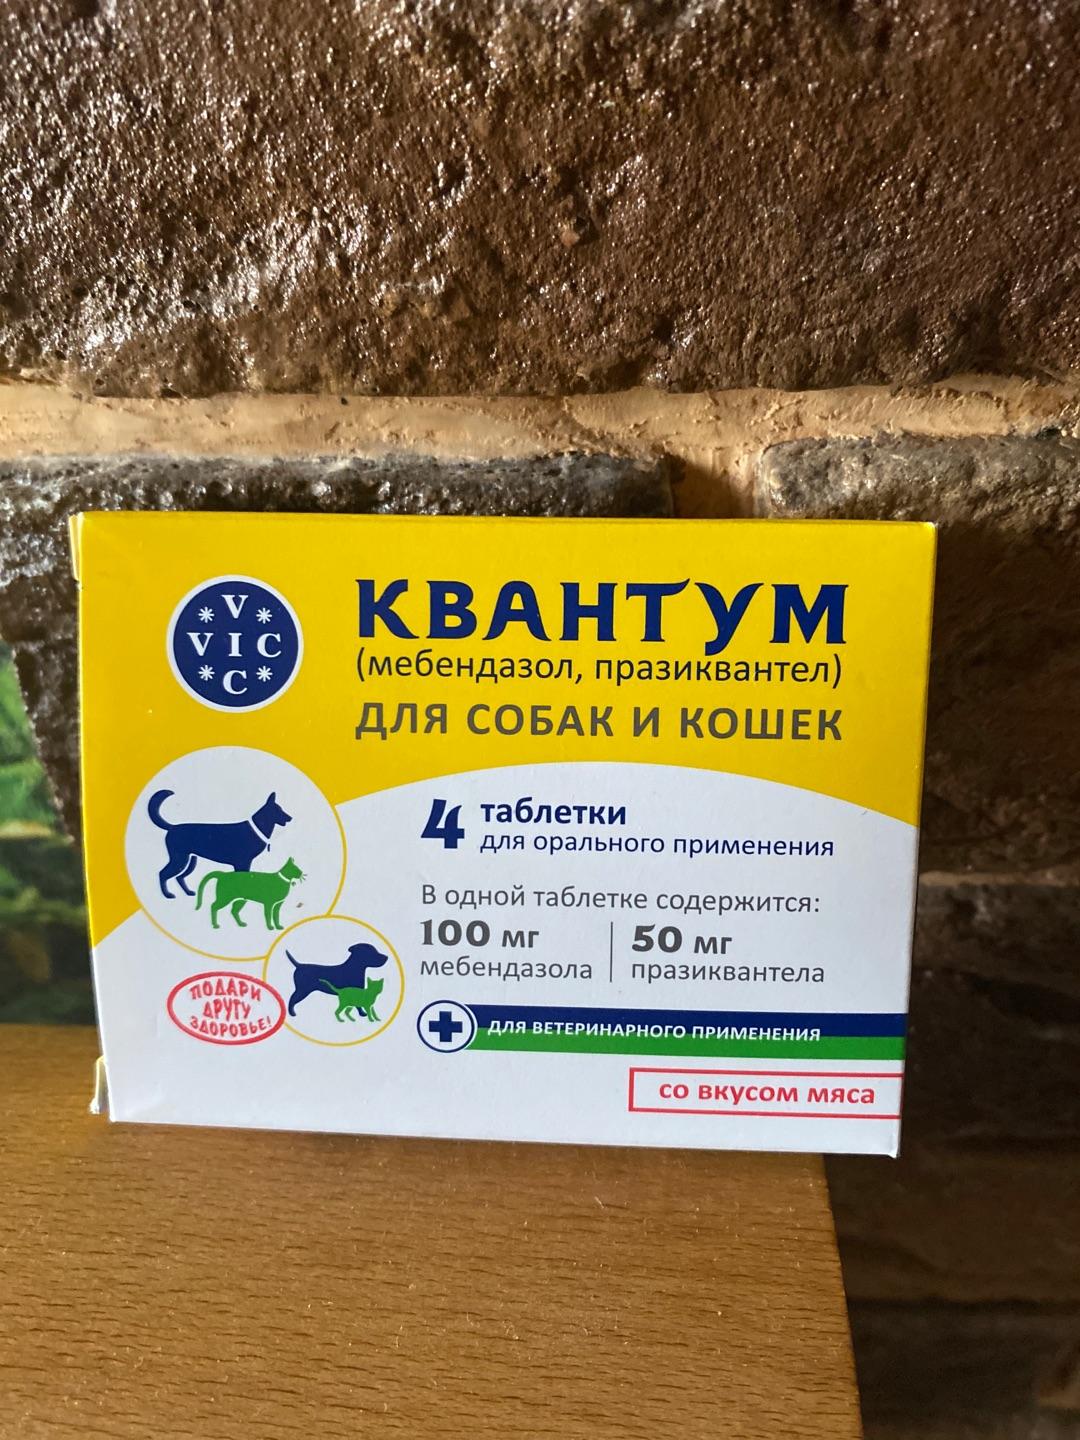 V
VIC
C
КВАНТУМ
(мебендазол, празиквантел)
ДЛЯ СОБАК И КОШЕК
4 таблетки
для орального применения
В одной таблетке содержится:
100 мг
мебендазола
50 мг
празиквантела
ПОДАРИ
ДРУГУ
ЗДОРОВЬЕ!
ДЛЯ ВЕТЕРИНАРНОГО ПРИМЕНЕНИЯ
со вкусом мяса